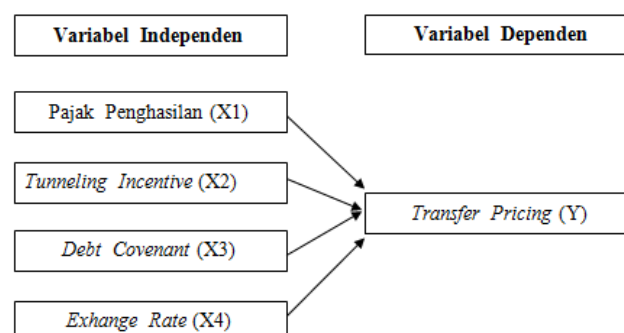 Variabel Independen
Variabel Dependen
Pajak Penghasilan (X1)
Tunneling Incentive (X2)
Transfer Pricing (Y)
Debt Covenant (X3)
Exhange Rate (X4)